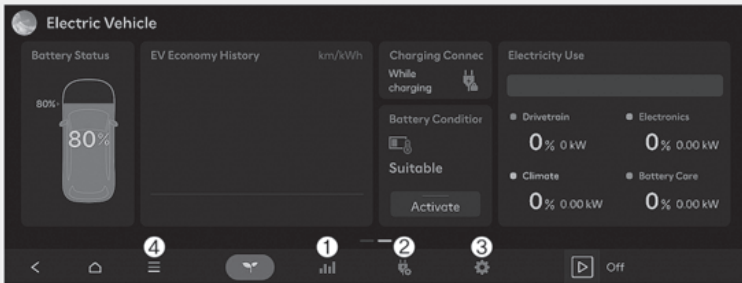 Electric Vehicle
Battery Status
80%
80%
EV Economy History km/kWh
Charging Connec
While
charging
Battery Condition
Suitable
Activate
Electricity Use
Drivetrain
0% 0 kW
Electronics
0% 0.00 kW
Climate
0% 0.00 kW
Battery Care
0% 0.00 kW
4
1
2
3
Off